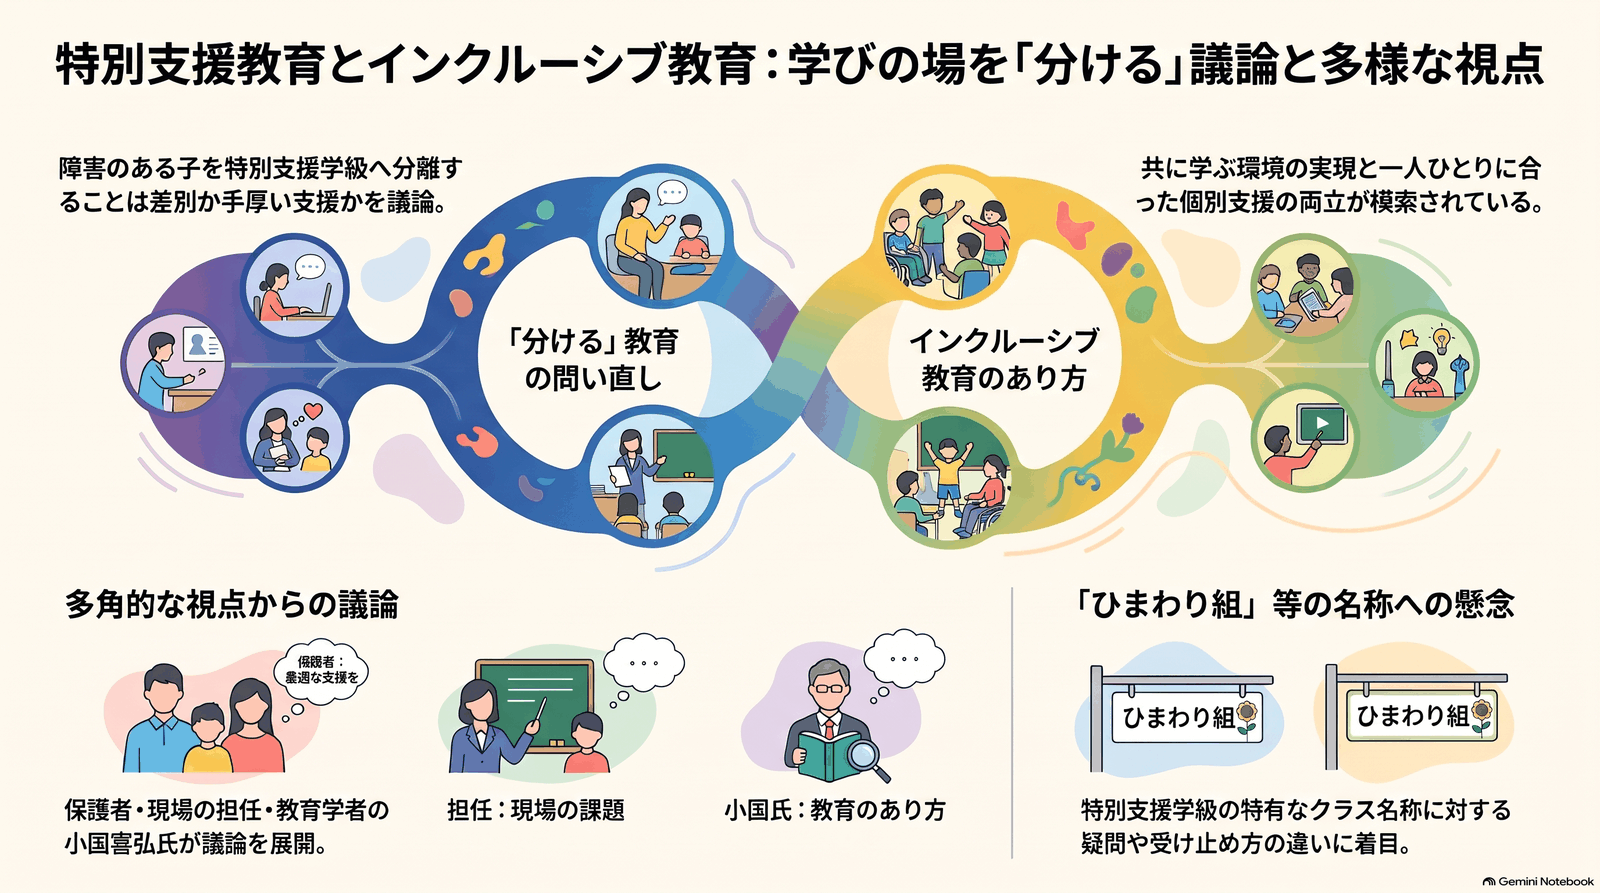 特別支援教育とインクルーシブ教育：学びの場を「分ける」議論と多様な視点
障害のある子を特別支援学級へ分離す
ることは差別か手厚い支援かを議論。
共に学ぶ環境の実現と一人ひとりに合
った個別支援の両立が模索されている。
「分ける」教育
の問い直し
インクルーシブ
教育のあり方
多角的な視点からの議論
者：
な支援を
保護者・現場の担任・教育学者の
小国喜弘氏が議論を展開。
担任：現場の課題
小国氏：教育のあり方
「ひまわり組」等の名称への懸念
ひまわり組
ひまわり組
特別支援学級の特有なクラス名称に対する
疑問や受け止め方の違いに着目。
Gemini Notebook